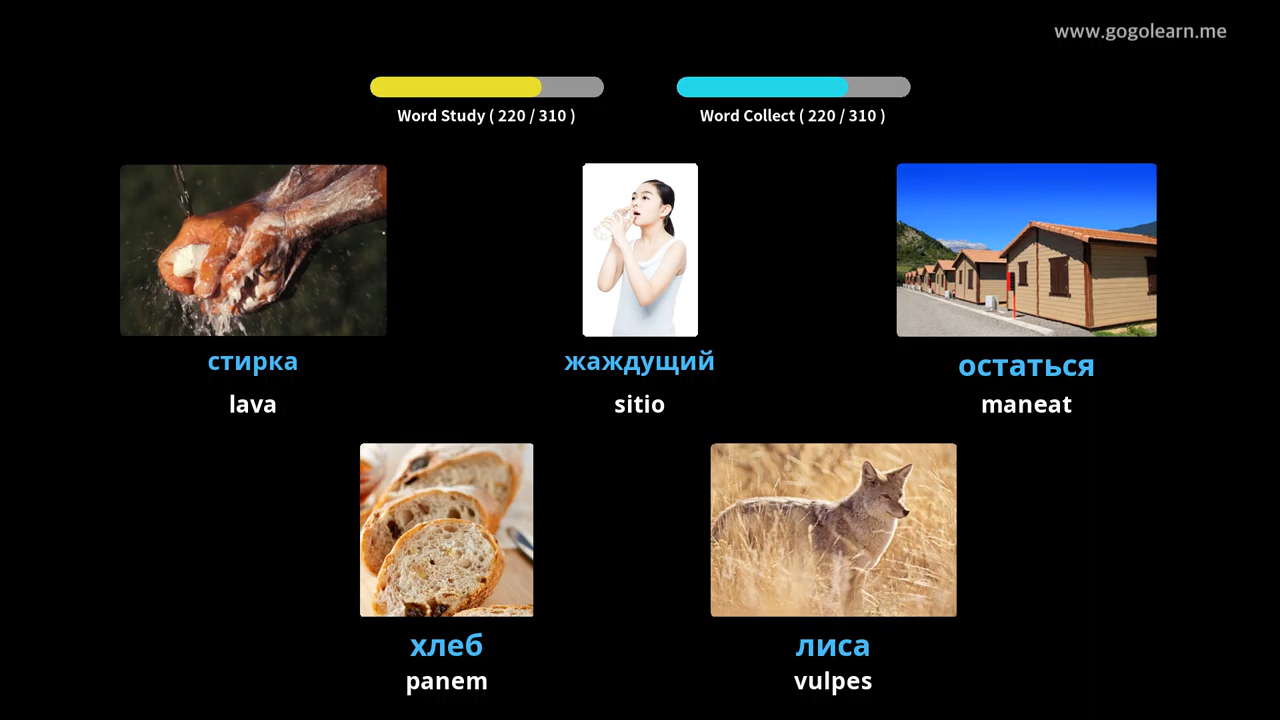 www.gogolearn.me
Word Study ( 220 / 310 )
Word Collect ( 220 / 310 )
стирка
lava
жаждущий
sitio
остаться
maneat
хлеб
panem
лиса
vulpes